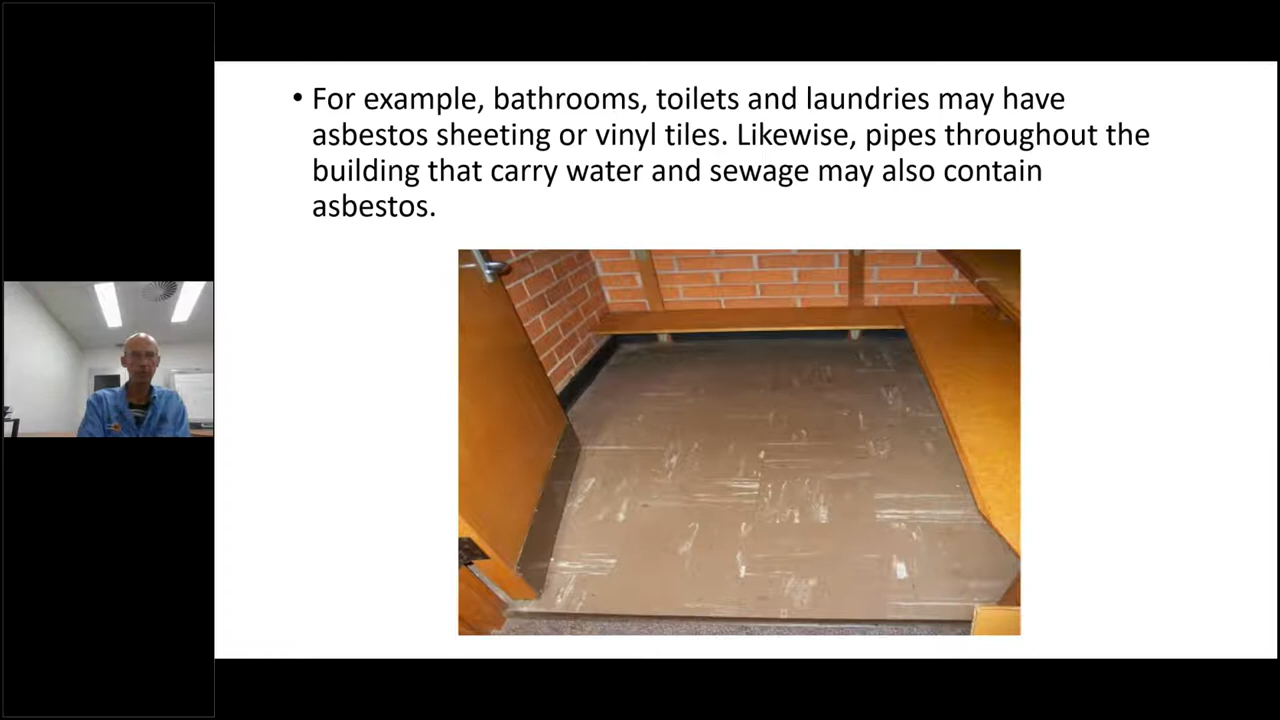 • For example, bathrooms, toilets and laundries may have
asbestos sheeting or vinyl tiles. Likewise, pipes throughout the
building that carry water and sewage may also contain
asbestos.